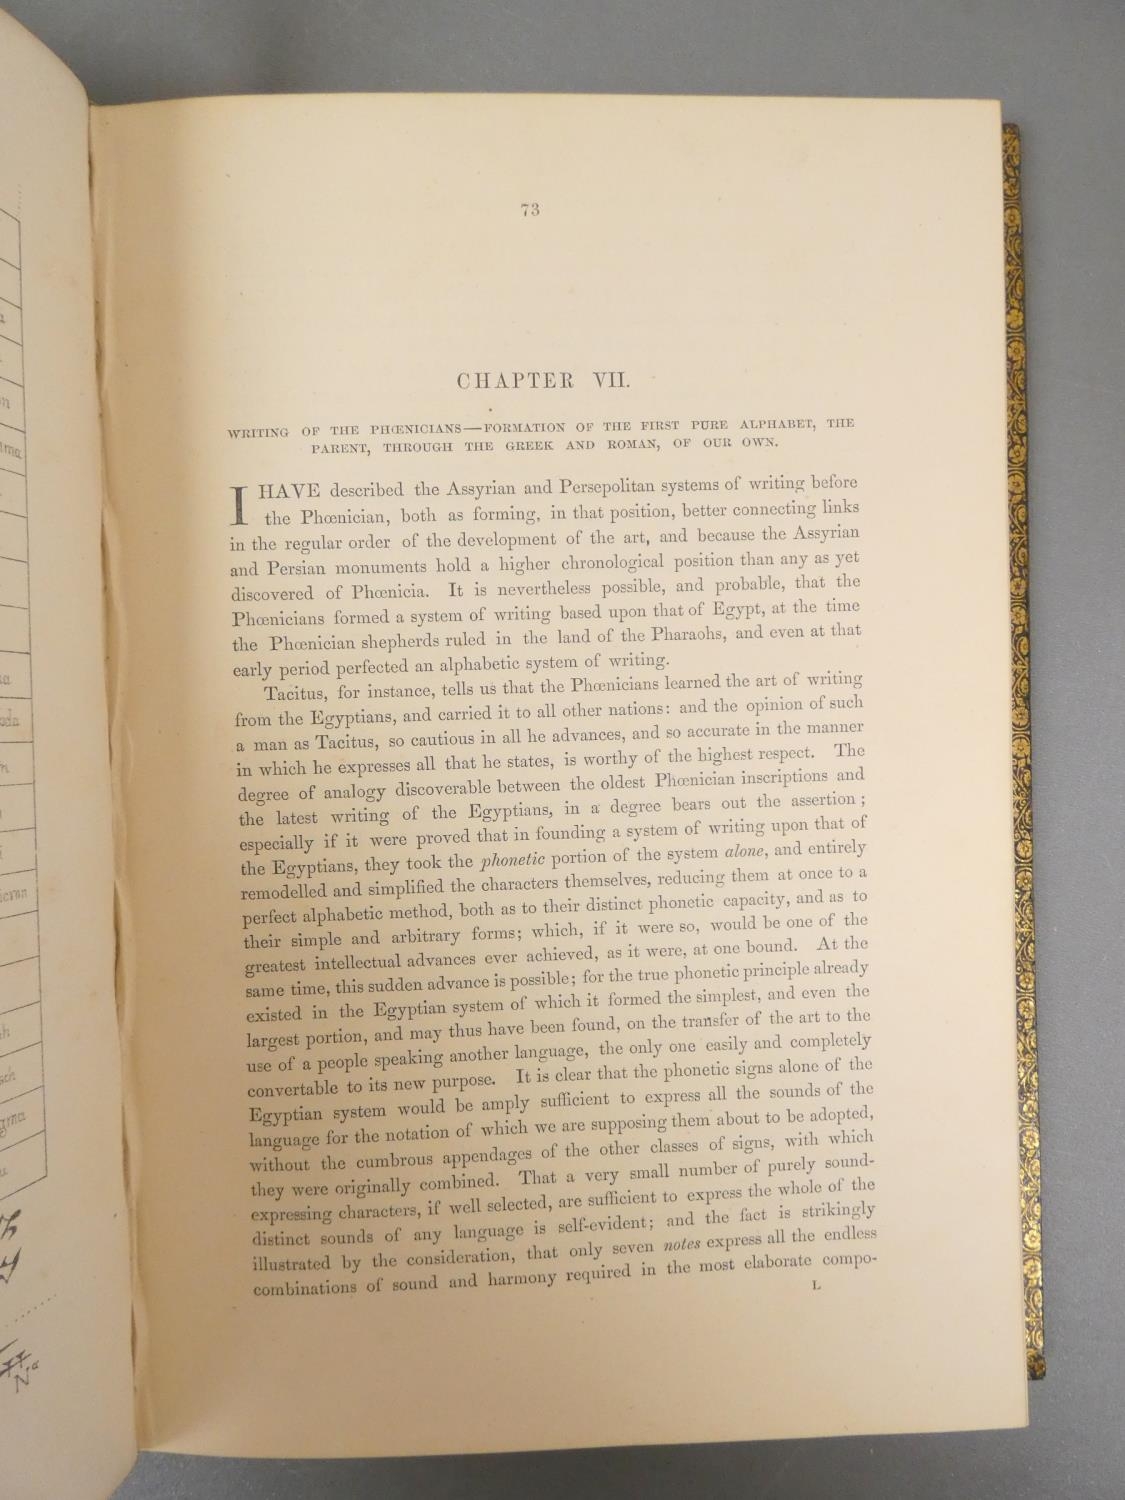 73
CHAPTER VII.
WRITING OF THE PHŒNICIANS—FORMATION OF THE FIRST PURE ALPHABET, THE
PARENT, THROUGH THE GREEK AND ROMAN, OF OUR OWN.
I HAVE described the Assyrian and Persepolitan systems of writing before
the Phœnician, both as forming, in that position, better connecting links
in the regular order of the development of the art, and because the Assyrian
and Persian monuments hold a higher chronological position than any as yet
discovered of Phœnicia. It is nevertheless possible, and probable, that the
Phœnicians formed a system of writing based upon that of Egypt, at the time
the Phœnician shepherds ruled in the land of the Pharaohs, and even at that
early period perfected an alphabetic system of writing.
Tacitus, for instance, tells us that the Phœnicians learned the art of writing
from the Egyptians, and carried it to all other nations: and the opinion of such
a man as Tacitus, so cautious in all he advances, and so accurate in the manner
in which he expresses all that he states, is worthy of the highest respect. The
degree of analogy discoverable between the oldest Phœnician inscriptions and
the latest writing of the Egyptians, in a degree bears out the assertion;
especially if it were proved that in founding a system of writing upon that of
the Egyptians, they took the phonetic portion of the system alone, and entirely
remodelled and simplified the characters themselves, reducing them at once to a
perfect alphabetic method, both as to their distinct phonetic capacity, and as to
their simple and arbitrary forms; which, if it were so, would be one of the
greatest intellectual advances ever achieved, as it were, at one bound. At the
same time, this sudden advance is possible; for the true phonetic principle already
existed in the Egyptian system of which it formed the simplest, and even the
largest portion, and may thus have been found, on the transfer of the art to the
use of a people speaking another language, the only one easily and completely
convertable to its new purpose. It is clear that the phonetic signs alone of the
Egyptian system would be amply sufficient to express all the sounds of the
language for the notation of which we are supposing them about to be adopted,
without the cumbrous appendages of the other classes of signs, with which
they were originally combined. That a very small number of purely sound-
expressing characters, if well selected, are sufficient to express the whole of the
distinct sounds of any language is self-evident; and the fact is strikingly
illustrated by the consideration, that only seven notes express all the endless
combinations of sound and harmony required in the most elaborate compo-
L